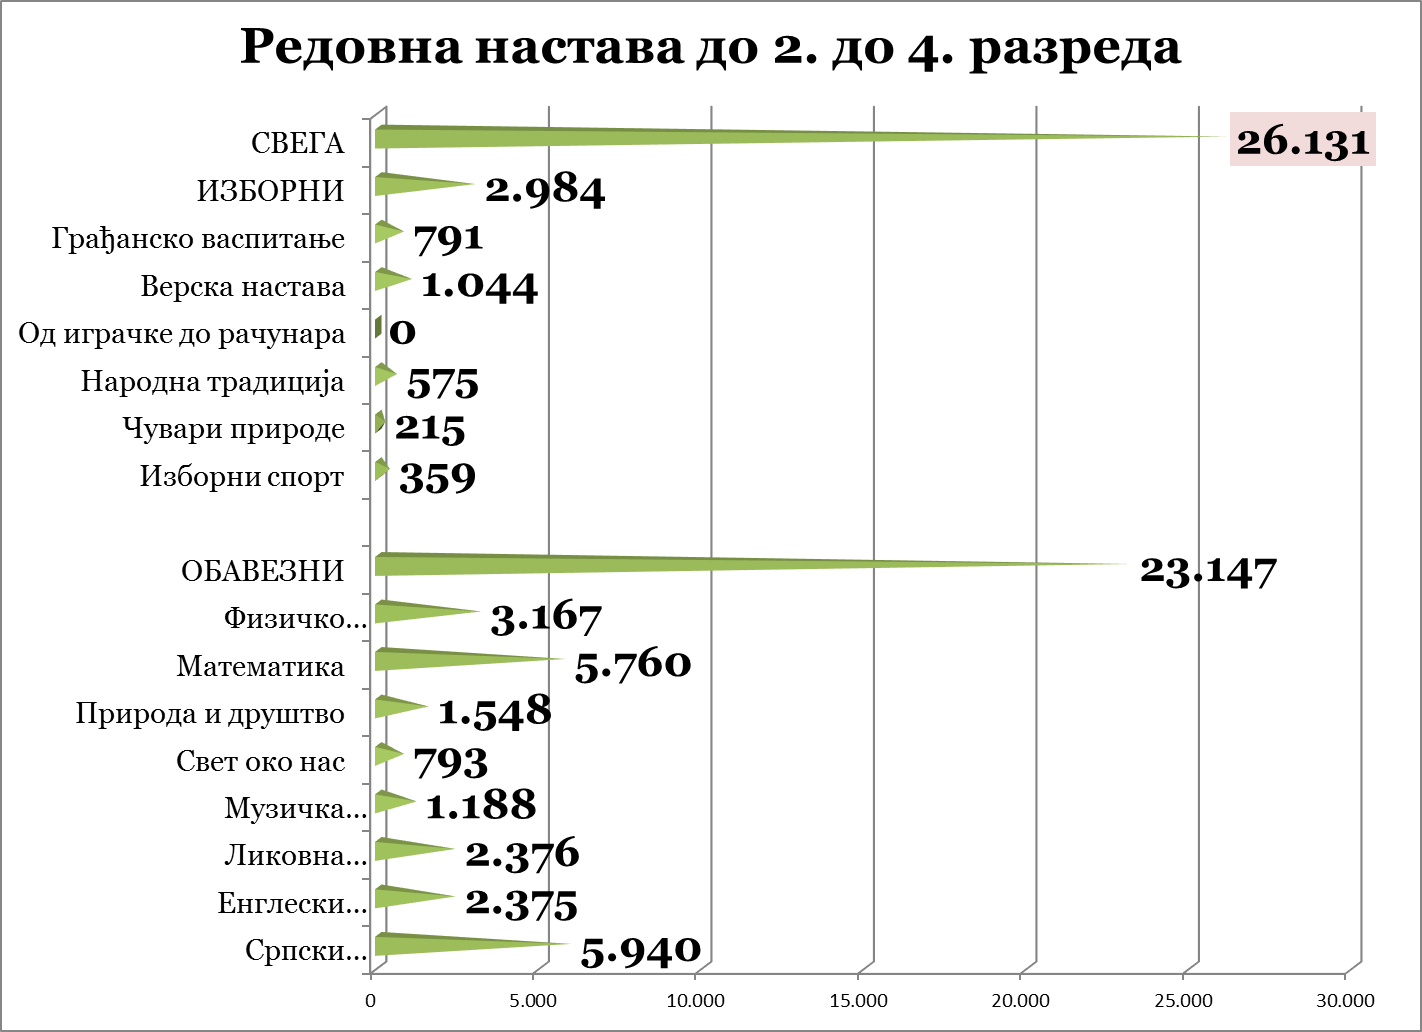 Редовна настава до 2. до 4. разреда
СВЕГА 26.131
ИЗБОРНИ 2.984
Грађанско васпитање 791
Верска настава 1.044
Од играчке до рачунара 0
Народна традиција 575
Чувари природе 215
Изборни спорт 359
ОБАВЕЗНИ 23.147
Физичко... 3.167
Математика 5.760
Природа и друштво 1.548
Свет око нас 793
Музичка... 1.188
Ликовна... 2.376
Енглески... 2.375
Српски... 5.940
0 5.000 10.000 15.000 20.000 25.000 30.000